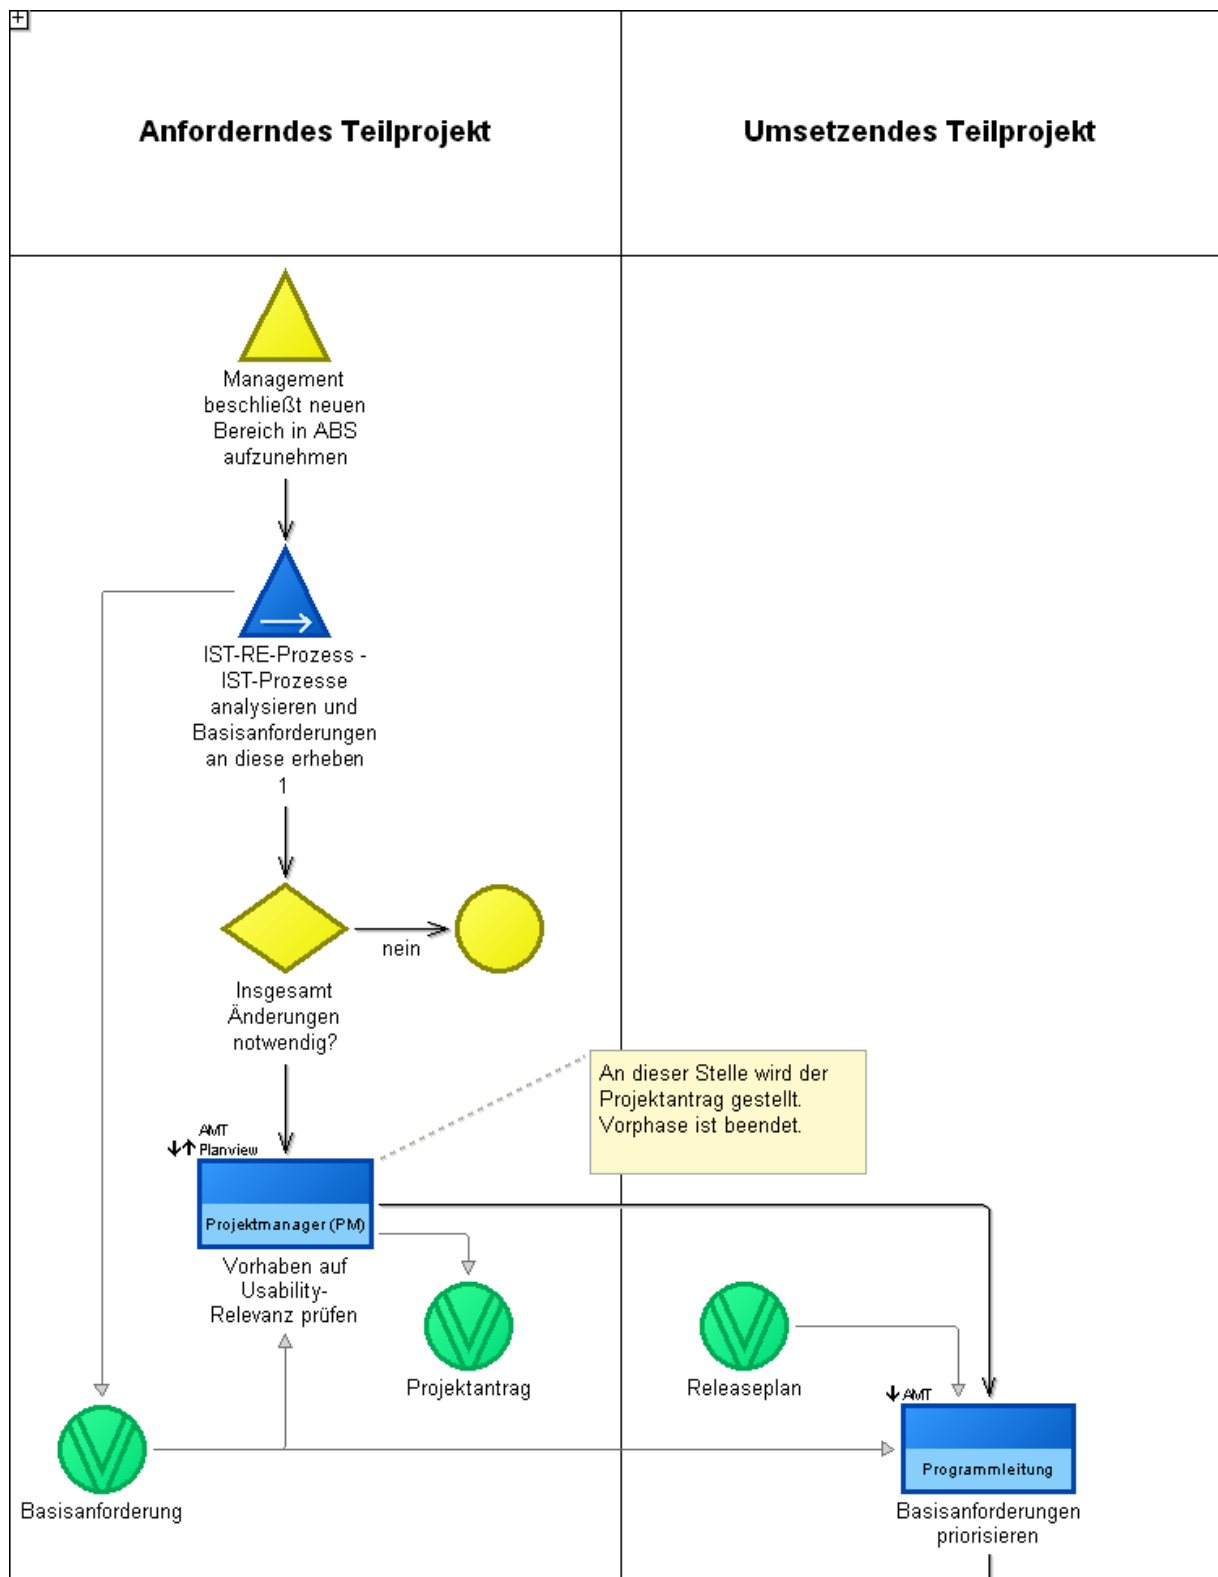 Anforderndes Teilprojekt
Umsetzendes Teilprojekt
Management
beschließt neuen
Bereich in ABS
aufzunehmen
IST-RE-Prozess -
IST-Prozesse
analysieren und
Basisanforderungen
an diese erheben
1
nein
Insgesamt
Änderungen
notwendig?
An dieser Stelle wird der
Projektantrag gestellt.
Vorphase ist beendet.
AMT
Planview
Projektmanager (PM)
Vorhaben auf
Usability-
Relevanz prüfen
Projektantrag
Releaseplan
AMT
Programmleitung
Basisanforderung
Basisanforderungen
priorisieren